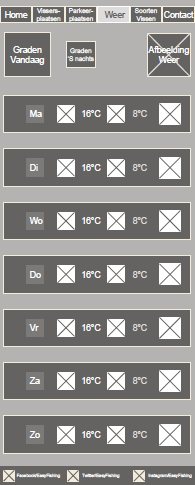 Home
Vissers-
plaatsen
Parkeer-
plaatsen
Weer
Soorten
Vissen
Contact
Graden
Vandaag
Graden
'S nachts
Afbeelding
Weer
Ma 16°C 8°C
Di 16°C 8°C
Wo 16°C 8°C
Do 16°C 8°C
Vr 16°C 8°C
Za 16°C 8°C
Zo 16°C 8°C
Facebook/EasyFishing
Twitter/EasyFishing
Instagram/EasyFishing